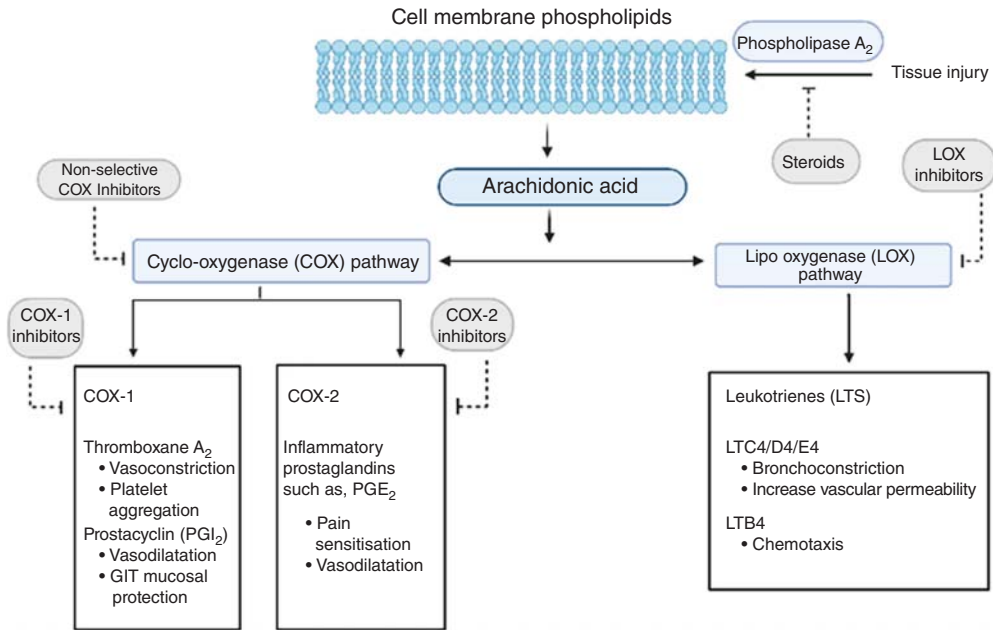 Cell membrane phospholipids
Phospholipase A₂
Tissue injury
Steroids
LOX
inhibitors
Non-selective
COX Inhibitors
Arachidonic acid
Cyclo-oxygenase (COX) pathway
Lipo oxygenase (LOX)
pathway
COX-1
inhibitors
COX-2
inhibitors
COX-1
Thromboxane A₂
• Vasoconstriction
• Platelet
aggregation
Prostacyclin (PGI₂)
• Vasodilatation
• GIT mucosal
protection
COX-2
Inflammatory
prostaglandins
such as, PGE₂
• Pain
sensitisation
• Vasodilatation
Leukotrienes (LTS)
LTC4/D4/E4
• Bronchoconstriction
• Increase vascular permeability
LTB4
• Chemotaxis